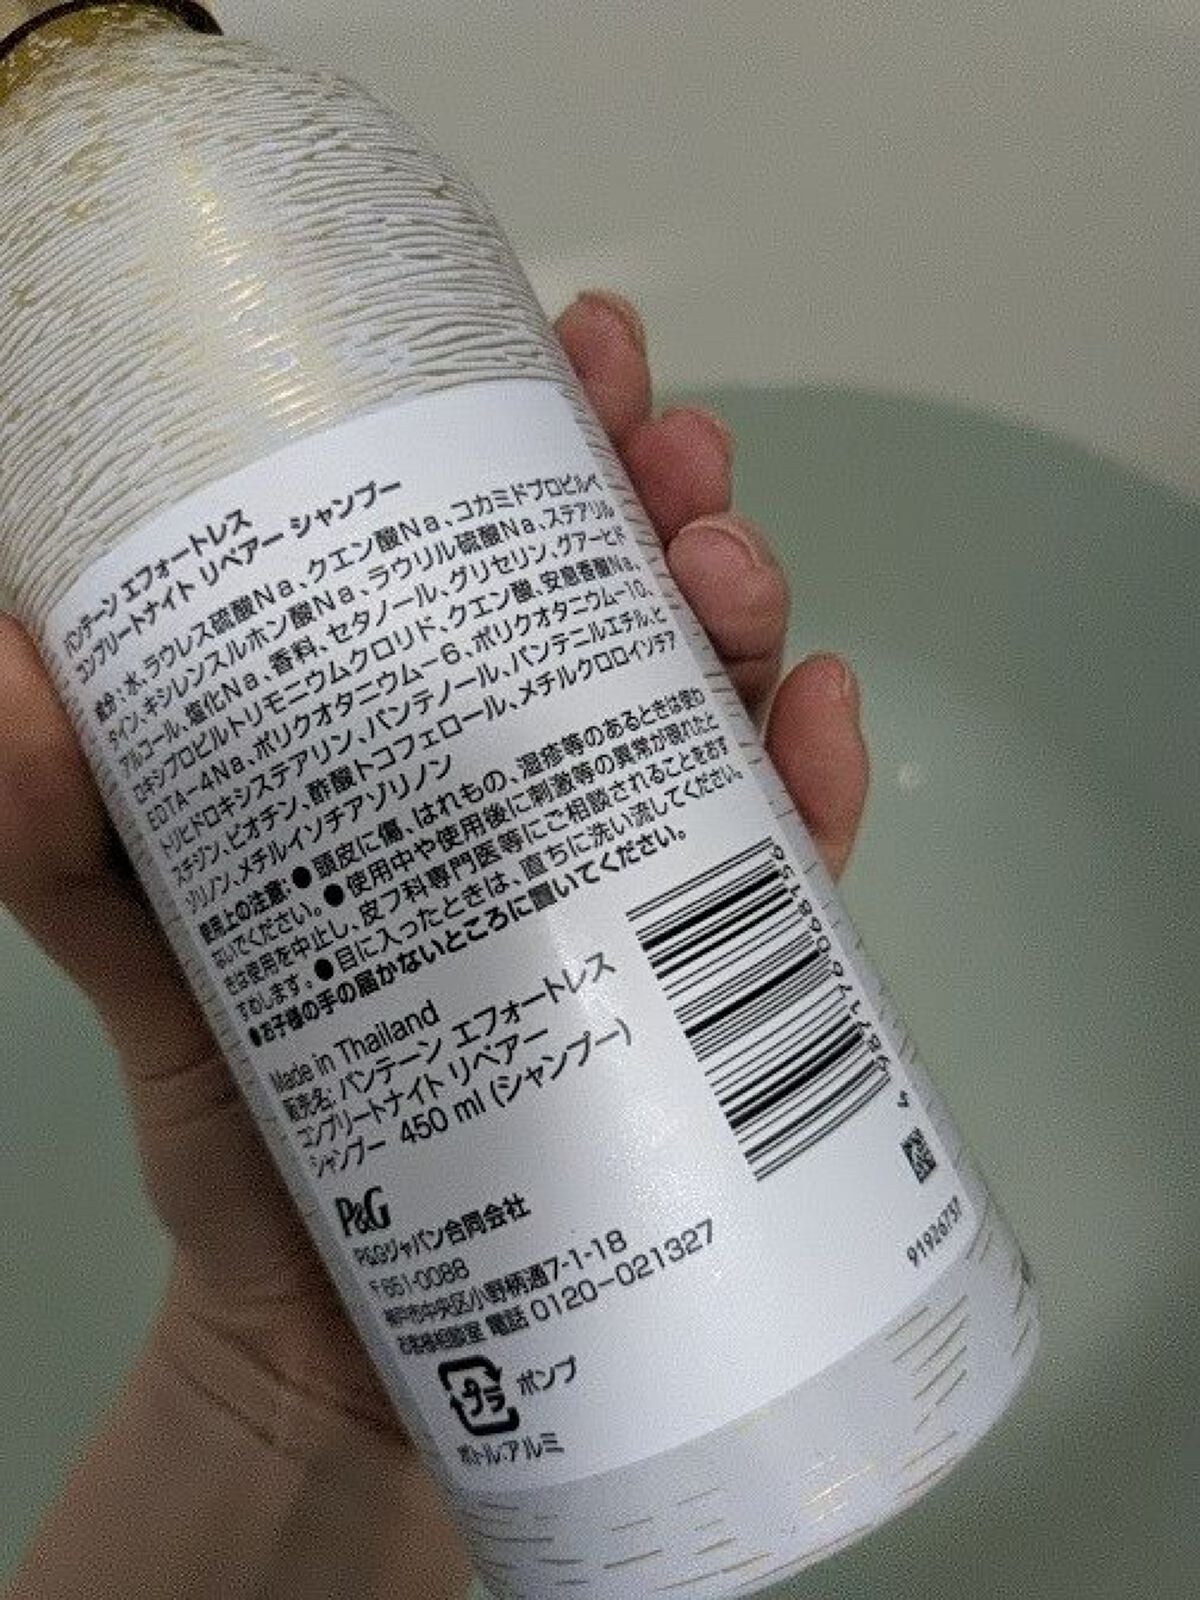 パンテーン エフォートレス
コンプリートナイト リペアー シャンプー
成分：水、ラウレス硫酸Na、クエン酸Na、コカミドプロピルベ
タイン、キシレンスルホン酸Na、ラウリル硫酸Na、ステアリル
アルコール、塩化Na、香料、セタノール、グリセリン、グアーヒド
ロキシプロピルトリモニウムクロリド、クエン酸、安息香酸Na、
EDTA-4Na、ポリクオタニウム-6、ポリクオタニウム-10、
トリヒドロキシステアリン、パンテノール、パンテニルエチル、ヒ
スチジン、ビオチン、酢酸トコフェロール、メチルクロロイソチア
ゾリノン、メチルイソチアゾリノン
使用上の注意：●頭皮に傷、はれもの、湿疹等のあるときは使わ
ないでください。●使用中や使用後に刺激等の異常が現れたと
きは使用を中止し、皮フ科専門医等にご相談されることをおす
すめします。●目に入ったときは、直ちに洗い流してください。
●お子様の手の届かないところに置いてください。
Made in Thailand
販売名：パンテーン エフォートレス
コンプリートナイト リペアー
シャンプー 450 ml (シャンプー)
P&G
P&Gジャパン合同会社
〒651-0088
神戸市中央区小野柄通7-1-18
お客様相談室 電話 0120-021327
プラ ポンプ
ボトル:アルミ
91926737